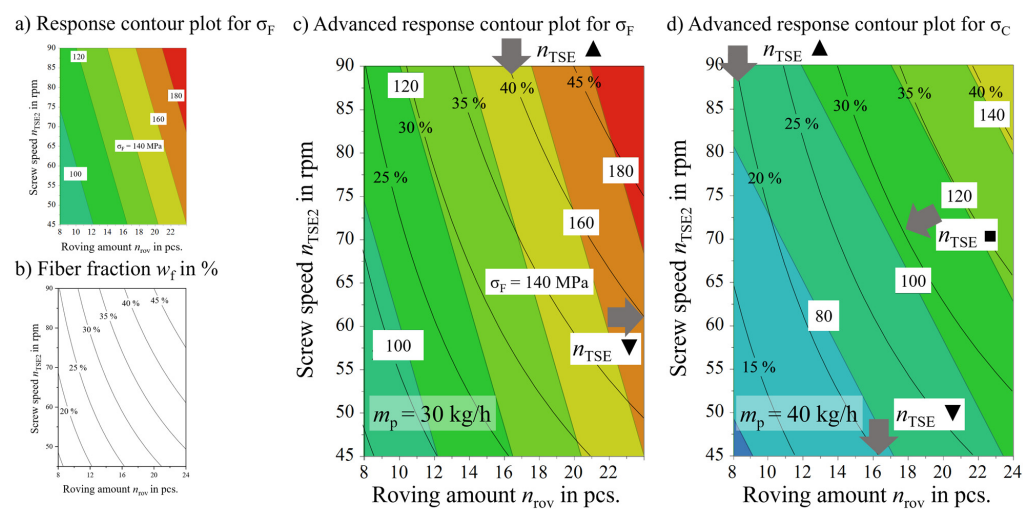 a) Response contour plot for σF
Screw speed nTSE2 in rpm
90
85
80
75
70
65
60
55
50
45
120
180
160
σF = 140 MPa
100
8 10 12 14 16 18 20 22
Roving amount nrov in pcs.
b) Fiber fraction wf in %
Screw speed nTSE2 in rpm
90
80
70
60
50
45 %
40 %
35 %
30 %
25 %
20 %
8 12 16 20 24
Roving amount nrov in pcs.
c) Advanced response contour plot for σF
nTSE ▲
Screw speed nTSE2 in rpm
90
85
80
75
70
65
60
55
50
45
120
40 %
45 %
35 %
30 %
25 %
180
160
σF = 140 MPa
100
nTSE ▼
mp = 30 kg/h
8 10 12 14 16 18 20 22 24
Roving amount nrov in pcs.
d) Advanced response contour plot for σC
nTSE ▲
Screw speed nTSE2 in rpm
90
85
80
75
70
65
60
55
50
45
40 %
35 %
30 %
25 %
20 %
15 %
140
120
nTSE ■
100
80
nTSE ▼
mp = 40 kg/h
8 10 12 14 16 18 20 22 24
Roving amount nrov in pcs.